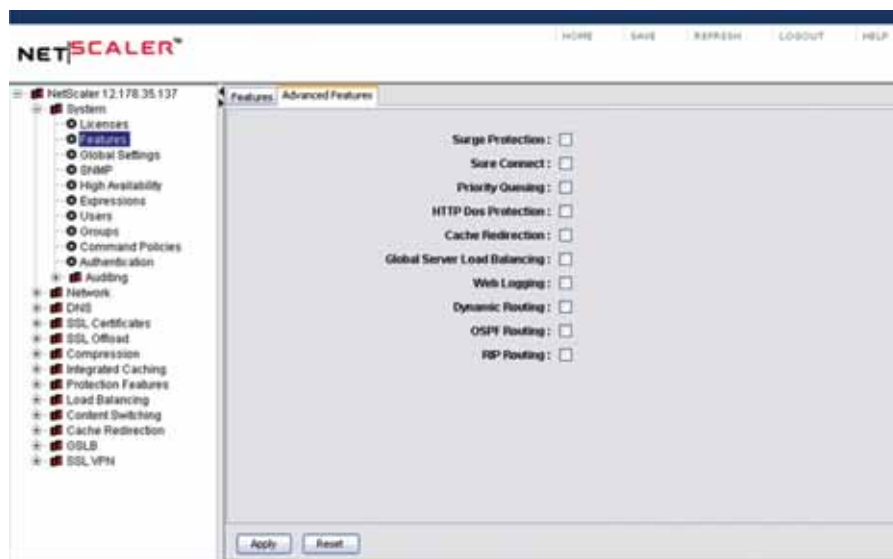 HOME SAVE REFRESH LOGOUT HELP
NETSCALER™
NetScaler 12.178.35.137
System
Licenses
Features
Global Settings
SNMP
High Availability
Expressions
Users
Groups
Command Policies
Authentication
Auditing
Network
DNS
SSL Certificates
SSL Offload
Compression
Integrated Caching
Protection Features
Load Balancing
Content Switching
Cache Redirection
GSLB
SSL VPN
Features Advanced Features
Surge Protection :
Sure Connect :
Priority Queuing :
HTTP Dos Protection :
Cache Redirection :
Global Server Load Balancing :
Web Logging :
Dynamic Routing :
OSPF Routing :
RIP Routing :
Apply Reset